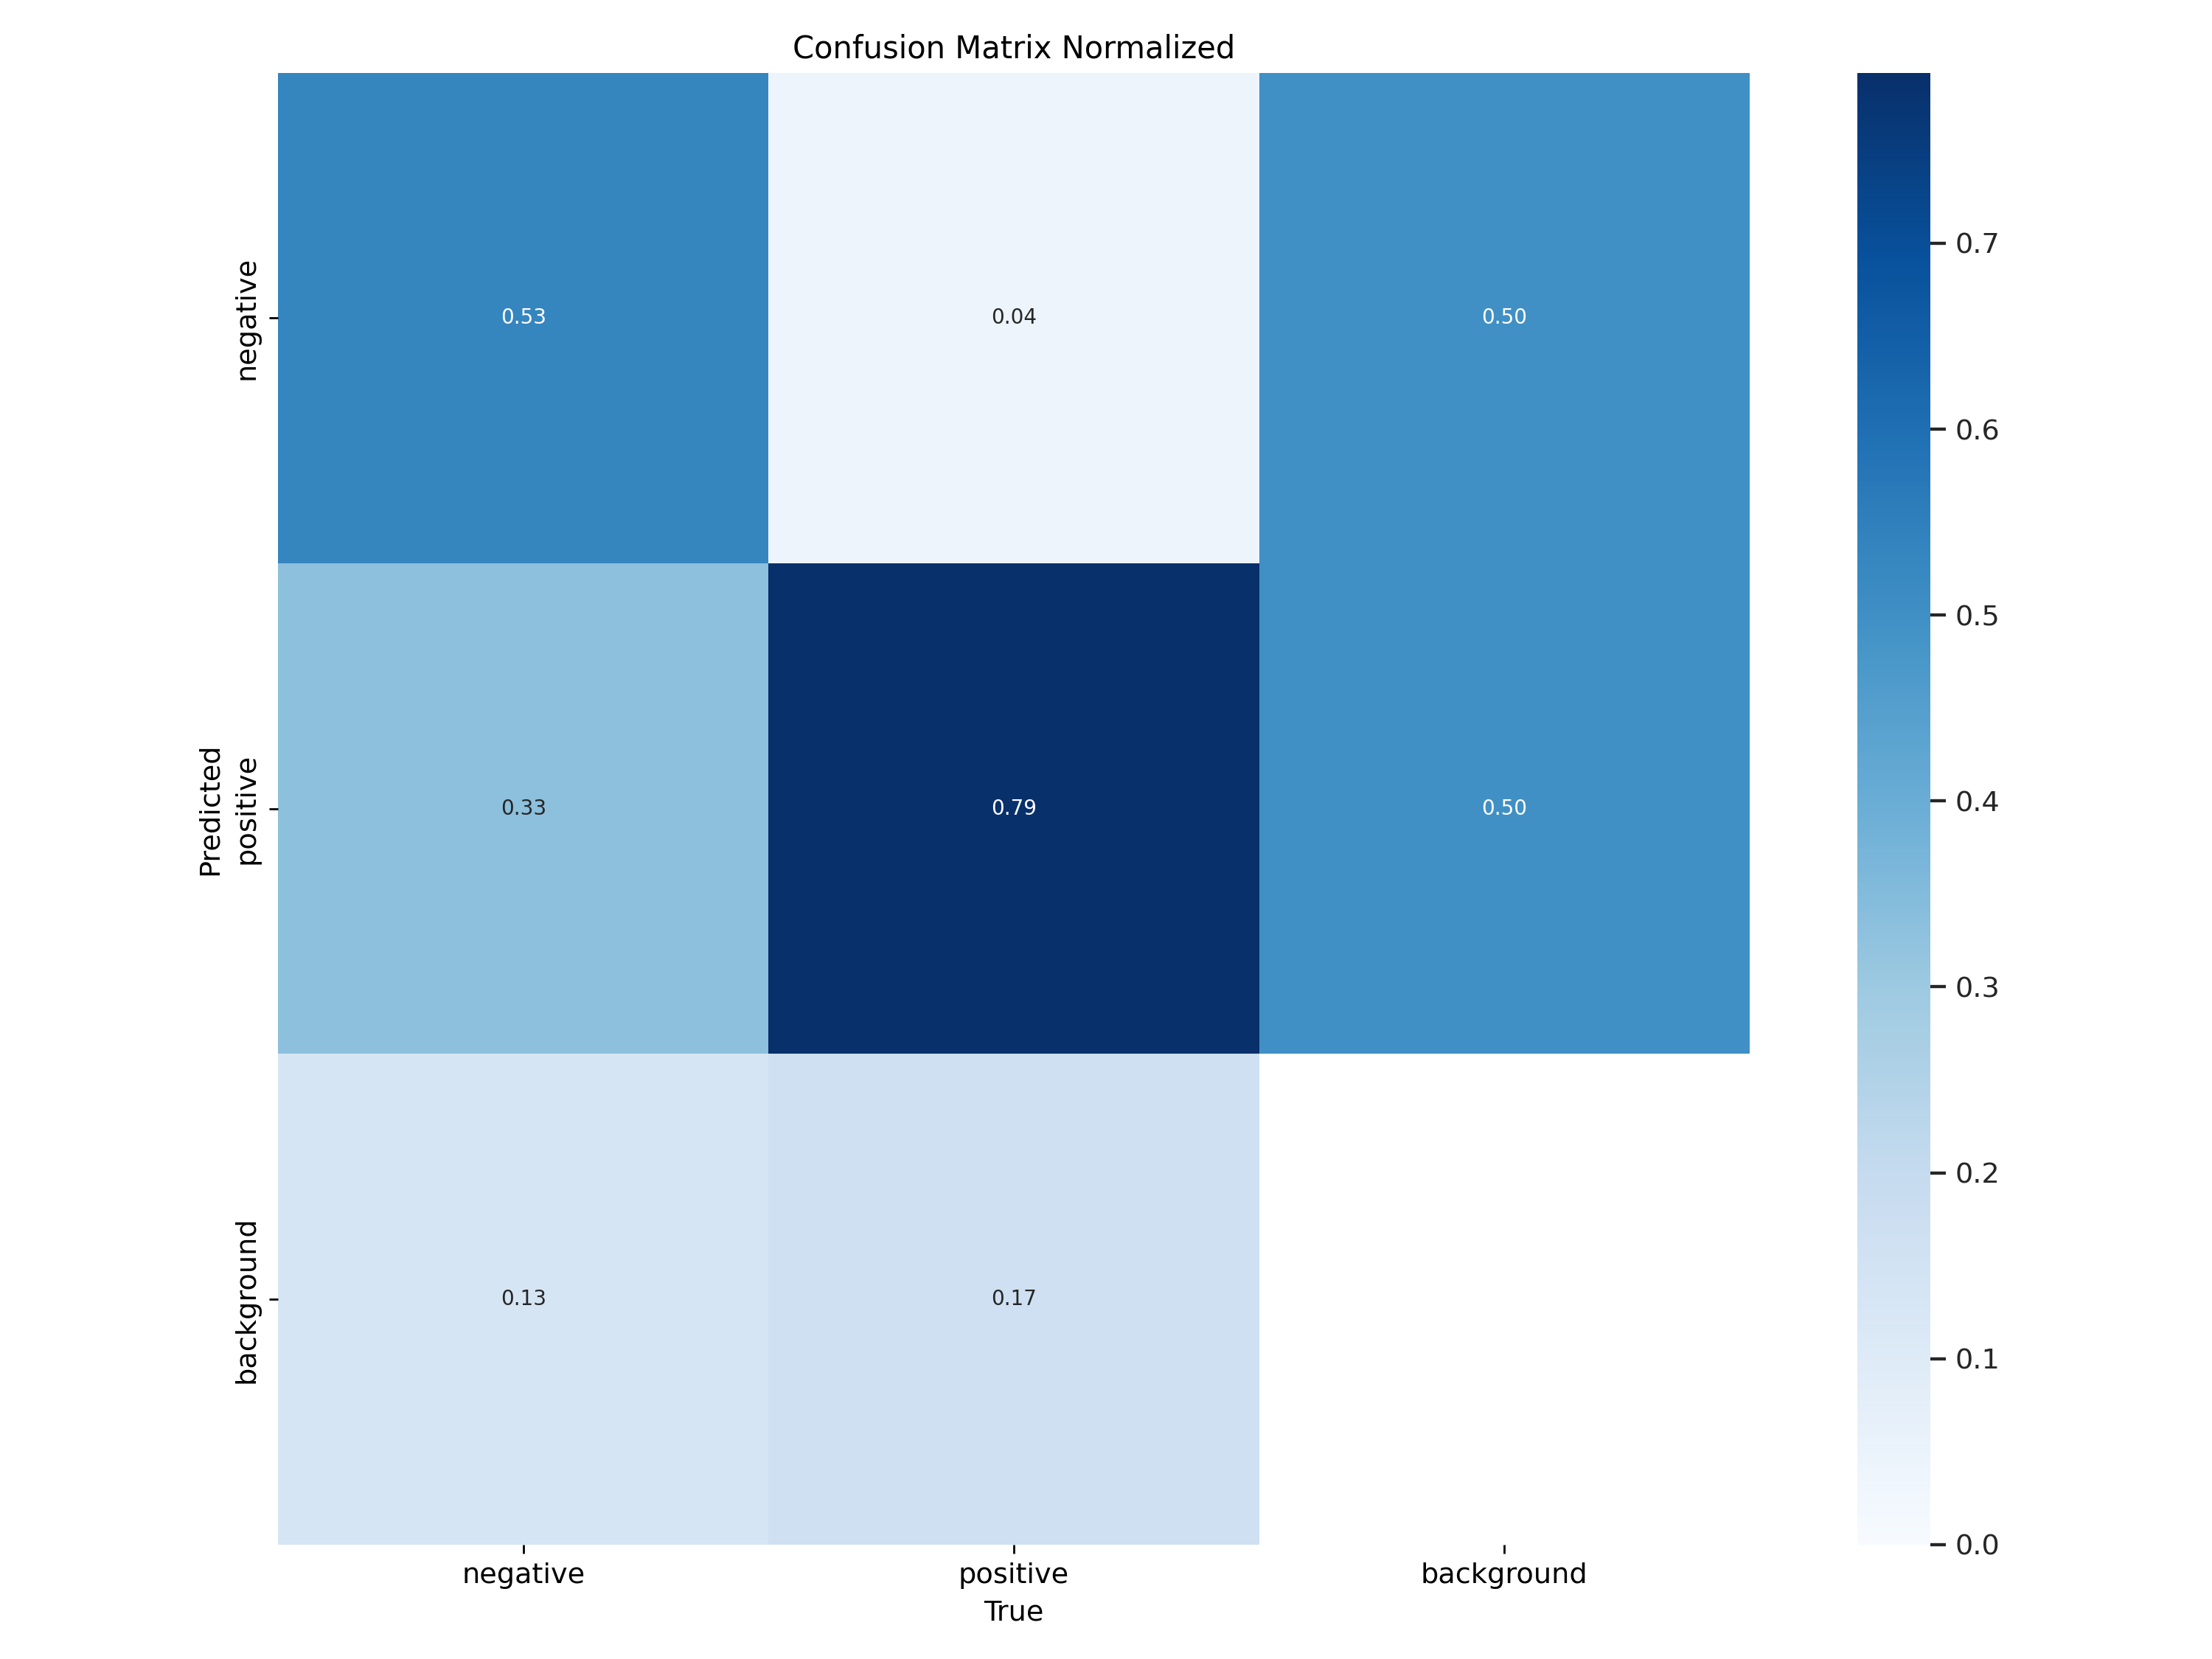 Confusion Matrix Normalized
negative
0.53
0.04
0.50
0.7
0.6
0.5
Predicted
positive
0.33
0.79
0.50
0.4
0.3
background
0.13
0.17
0.2
0.1
0.0
negative
positive
background
True